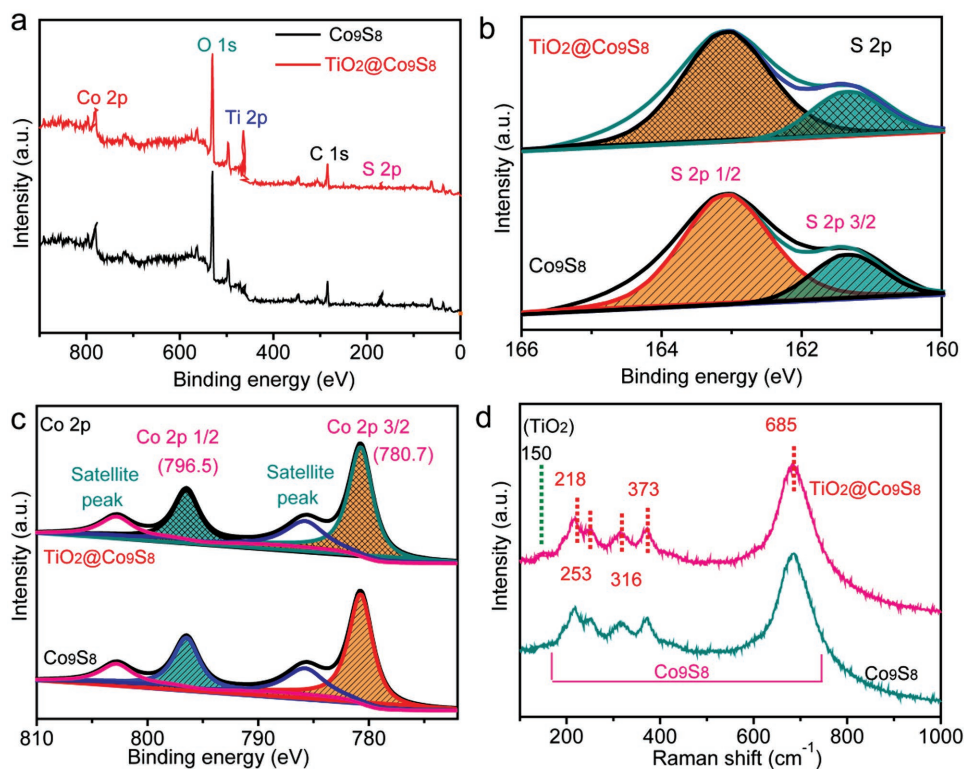 a
Co₉S₈
TiO₂@Co₉S₈
O 1s
Co 2p
Ti 2p
C 1s
S 2p
Intensity (a.u.)
800 600 400 200 0
Binding energy (eV)
b
TiO₂@Co₉S₈
S 2p
S 2p 1/2
S 2p 3/2
Co₉S₈
Intensity (a.u.)
166 164 162 160
Binding energy (eV)
c
Co 2p
Co 2p 1/2
(796.5)
Co 2p 3/2
(780.7)
Satellite
peak
Satellite
peak
TiO₂@Co₉S₈
Co₉S₈
Intensity (a.u.)
810 800 790 780
Binding energy (eV)
d
(TiO₂)
150
218
373
685
TiO₂@Co₉S₈
253
316
Co₉S₈
Co₉S₈
Intensity (a.u.)
200 400 600 800 1000
Raman shift (cm⁻¹)